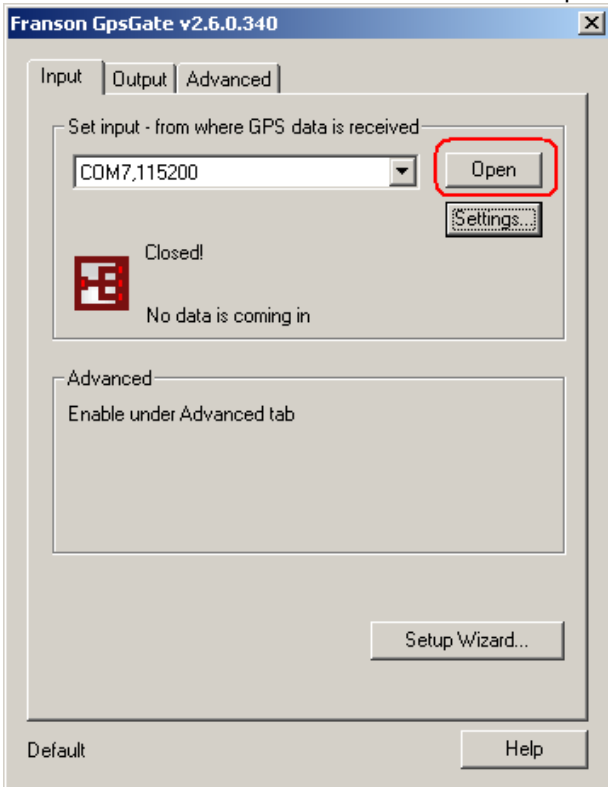 Franson GpsGate v2.6.0.340
Input Output Advanced
Set input - from where GPS data is received
COM7,115200 Open
Settings...
Closed!
No data is coming in
Advanced
Enable under Advanced tab
Setup Wizard...
Default Help